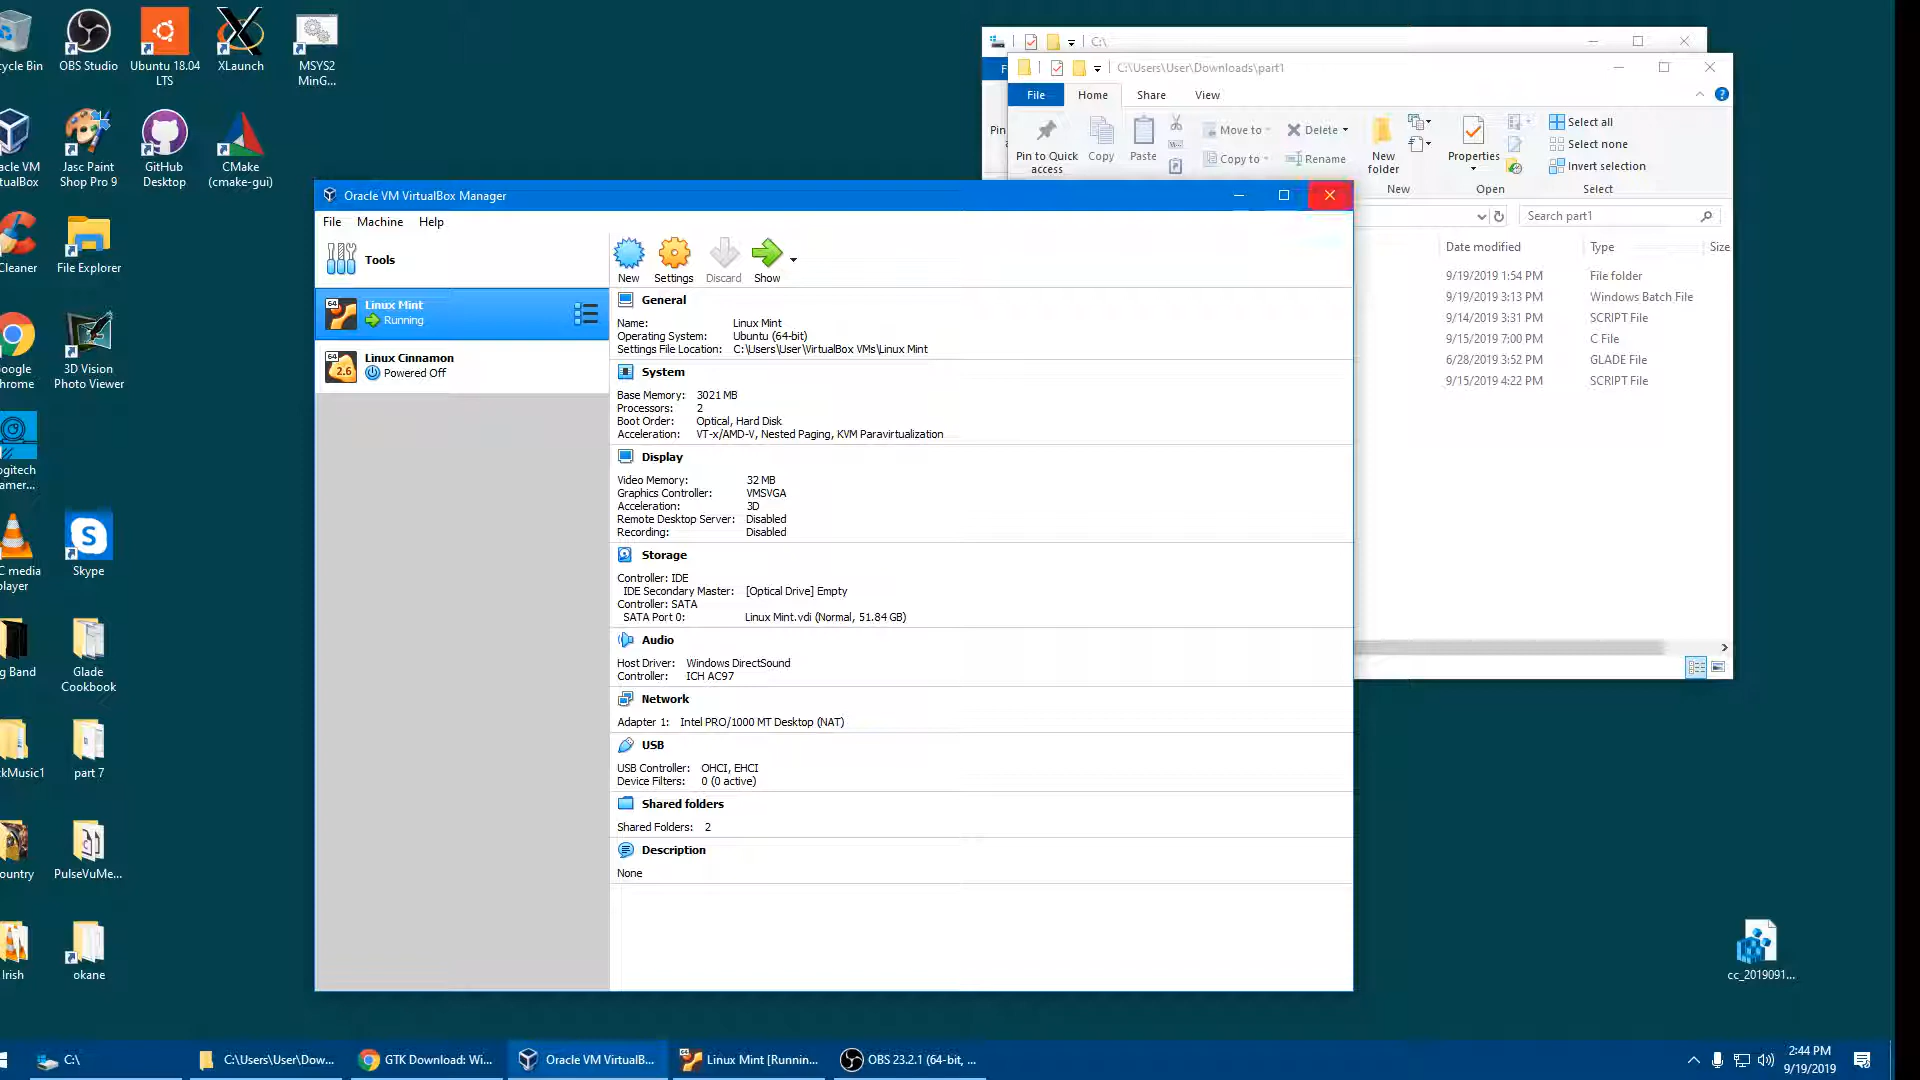 cycle Bin
OBS Studio
Ubuntu 18.04
LTS
XLaunch
MSYS2
MinG...
acle VM
tualBox
Jasc Paint
Shop Pro 9
GitHub
Desktop
CMake
(cmake-gui)
Cleaner
File Explorer
oogle
hrome
3D Vision
Photo Viewer
ogitech
amer...
C media
player
Skype
g Band
Glade
Cookbook
kMusic1
part 7
ountry
PulseVuMe...
Irish
okane
cc_2019091...
C:\
C:\Users\User\Downloads\part1
F
File
Home
Share
View
Pin
Pin to Quick
access
Copy
Paste
Move to
Copy to
Delete
Rename
New
folder
Properties
Select all
Select none
Invert selection
New
Open
Select
Search part1
Date modified
Type
Size
9/19/2019 1:54 PM
File folder
9/19/2019 3:13 PM
Windows Batch File
9/14/2019 3:31 PM
SCRIPT File
9/15/2019 7:00 PM
C File
6/28/2019 3:52 PM
GLADE File
9/15/2019 4:22 PM
SCRIPT File
Oracle VM VirtualBox Manager
File
Machine
Help
Tools
New
Settings
Discard
Show
64
Linux Mint
Running
64
2.6
Linux Cinnamon
Powered Off
General
Name: Linux Mint
Operating System: Ubuntu (64-bit)
Settings File Location: C:\Users\User\VirtualBox VMs\Linux Mint
System
Base Memory: 3021 MB
Processors: 2
Boot Order: Optical, Hard Disk
Acceleration: VT-x/AMD-V, Nested Paging, KVM Paravirtualization
Display
Video Memory: 32 MB
Graphics Controller: VMSVGA
Acceleration: 3D
Remote Desktop Server: Disabled
Recording: Disabled
Storage
Controller: IDE
IDE Secondary Master: [Optical Drive] Empty
Controller: SATA
SATA Port 0: Linux Mint.vdi (Normal, 51.84 GB)
Audio
Host Driver: Windows DirectSound
Controller: ICH AC97
Network
Adapter 1: Intel PRO/1000 MT Desktop (NAT)
USB
USB Controller: OHCI, EHCI
Device Filters: 0 (0 active)
Shared folders
Shared Folders: 2
Description
None
C:\
C:\Users\User\Dow...
GTK Download: Wi...
Oracle VM VirtualB...
Linux Mint [Runnin...
OBS 23.2.1 (64-bit, ...
2:44 PM
9/19/2019